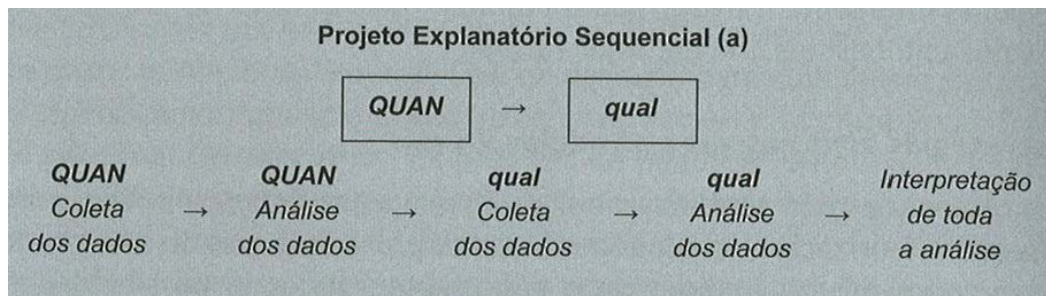 Projeto Explanatório Sequencial (a)
QUAN → qual
QUAN QUAN qual qual Interpretação
Coleta → Análise → Coleta → Análise → de toda
dos dados dos dados dos dados dos dados a análise